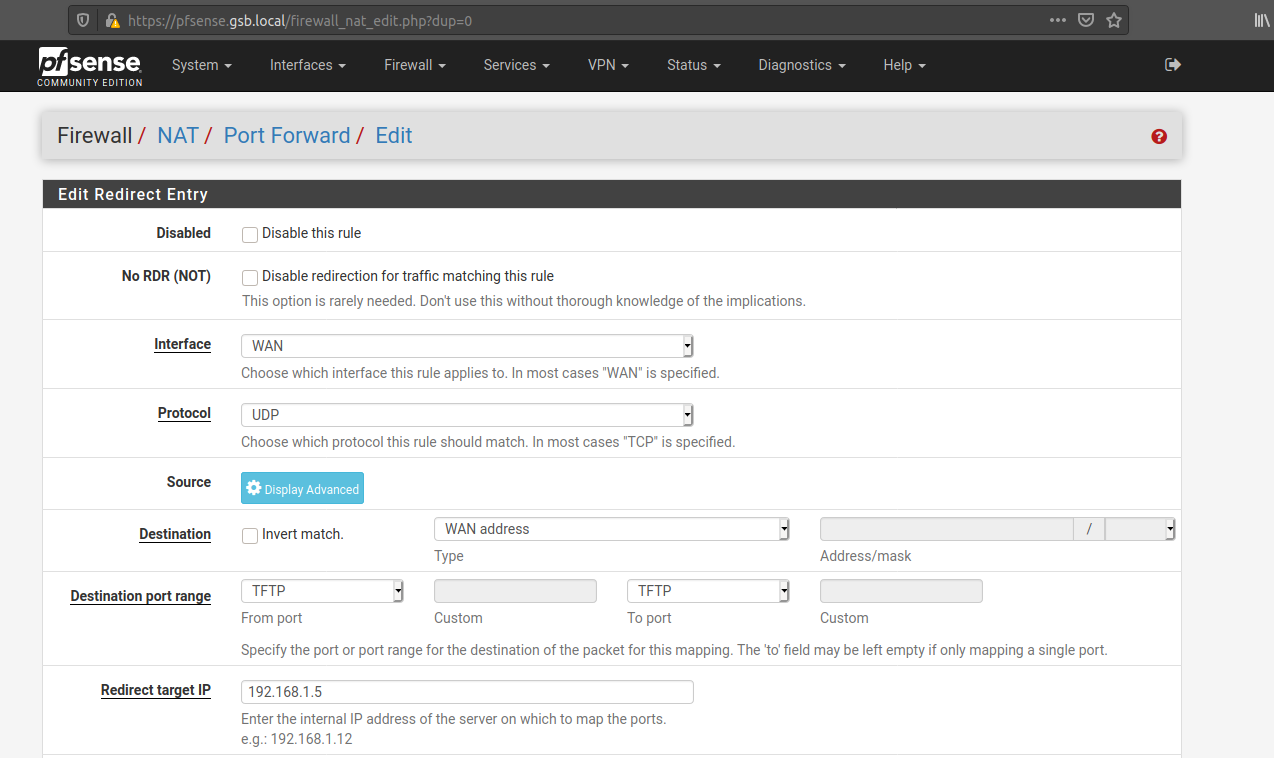 https://pfsense.gsb.local/firewall_nat_edit.php?dup=0
pfsense
COMMUNITY EDITION
System Interfaces Firewall Services VPN Status Diagnostics Help
Firewall / NAT / Port Forward / Edit
Edit Redirect Entry
Disabled Disable this rule
No RDR (NOT) Disable redirection for traffic matching this rule
This option is rarely needed. Don't use this without thorough knowledge of the implications.
Interface WAN
Choose which interface this rule applies to. In most cases "WAN" is specified.
Protocol UDP
Choose which protocol this rule should match. In most cases "TCP" is specified.
Source Display Advanced
Destination Invert match. WAN address /
Type Address/mask
Destination port range TFTP TFTP
From port Custom To port Custom
Specify the port or port range for the destination of the packet for this mapping. The 'to' field may be left empty if only mapping a single port.
Redirect target IP 192.168.1.5
Enter the internal IP address of the server on which to map the ports.
e.g.: 192.168.1.12